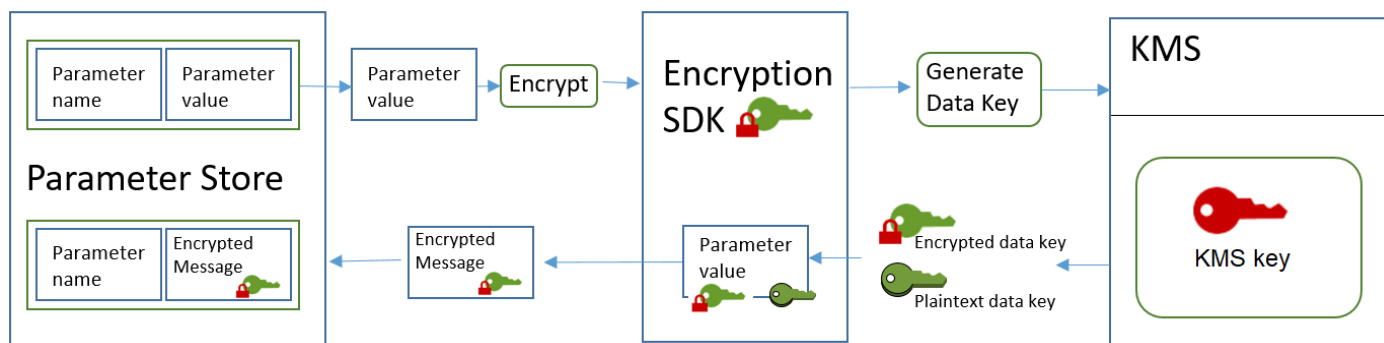 Parameter
name
Parameter
value
Parameter
value
Encrypt
Encryption
SDK
Generate
Data Key
KMS
Parameter Store
Parameter
name
Encrypted
Message
Encrypted
Message
Parameter
value
Encrypted data key
Plaintext data key
KMS key